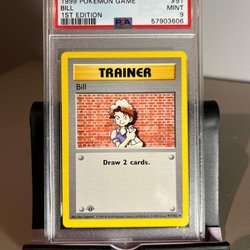 1999 POKEMON GAME #91
BILL MINT
1ST EDITION 9
PSA 57903606
TRAINER
Bill
Draw 2 cards.